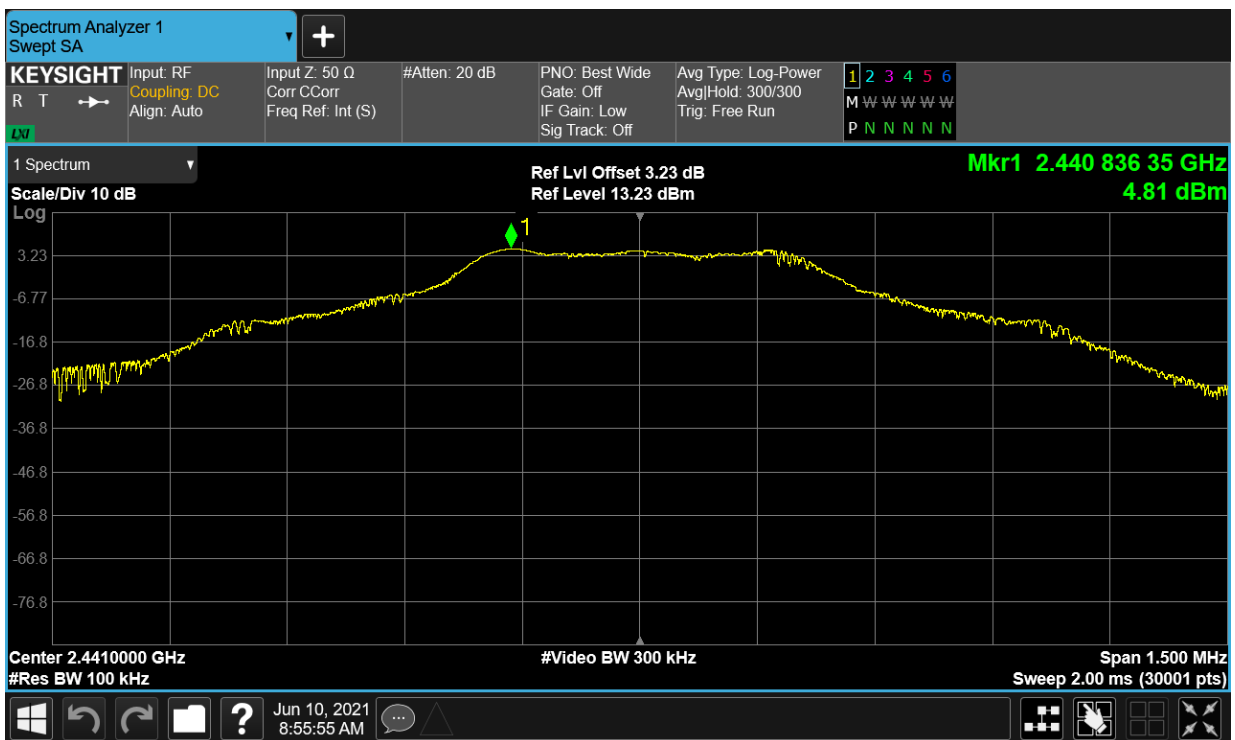 Spectrum Analyzer 1
Swept SA
KEYSIGHT
R T
LXI
Input: RF
Coupling: DC
Align: Auto
Input Z: 50 Ω
Corr CCorr
Freq Ref: Int (S)
#Atten: 20 dB
PNO: Best Wide
Gate: Off
IF Gain: Low
Sig Track: Off
Avg Type: Log-Power
Avg|Hold: 300/300
Trig: Free Run
1 2 3 4 5 6
M W W W W W
P N N N N N
1 Spectrum
Scale/Div 10 dB
Log
Ref Lvl Offset 3.23 dB
Ref Level 13.23 dBm
Mkr1 2.440 836 35 GHz
4.81 dBm
1
3.23
-6.77
-16.8
-26.8
-36.8
-46.8
-56.8
-66.8
-76.8
Center 2.4410000 GHz
#Res BW 100 kHz
#Video BW 300 kHz
Span 1.500 MHz
Sweep 2.00 ms (30001 pts)
?
Jun 10, 2021
8:55:55 AM